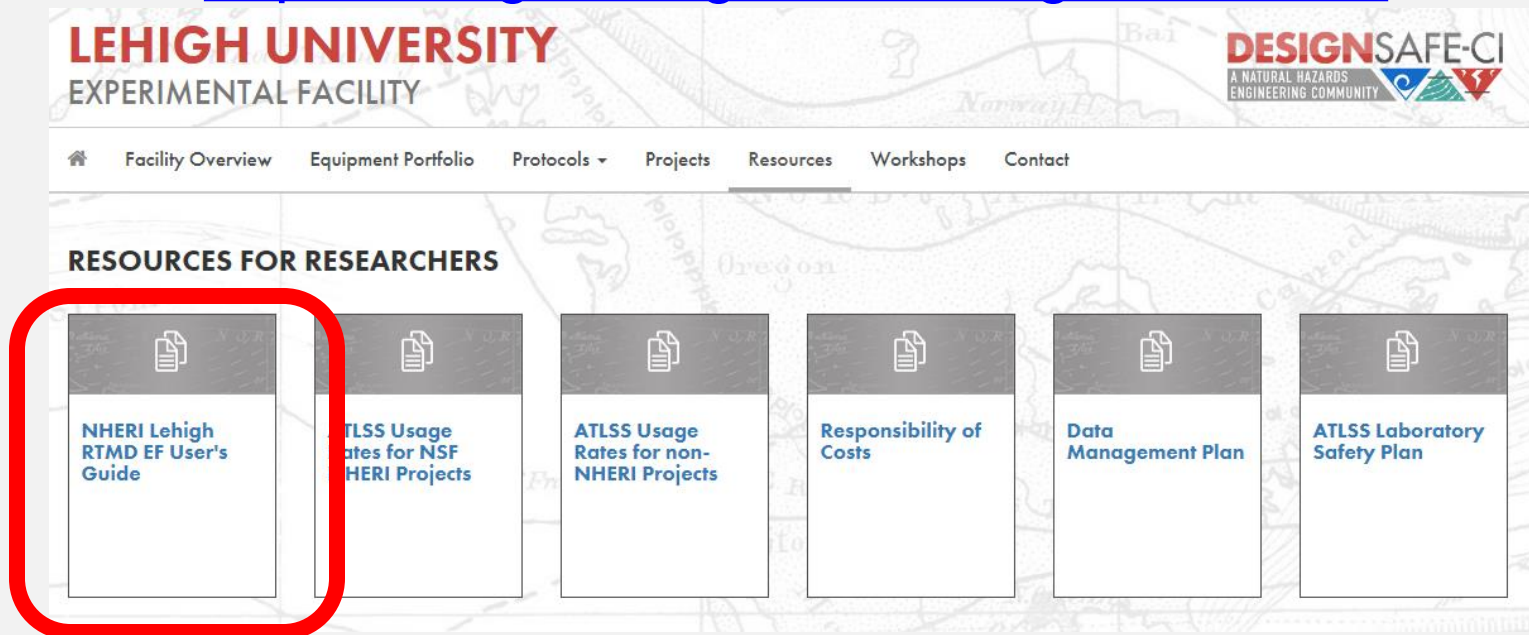 LEHIGH UNIVERSITY
EXPERIMENTAL FACILITY
DESIGNSAFE-CI
A NATURAL HAZARDS
ENGINEERING COMMUNITY
Facility Overview Equipment Portfolio Protocols Projects Resources Workshops Contact
RESOURCES FOR RESEARCHERS
NHERI Lehigh
RTMD EF User's
Guide
TLSS Usage
ates for NSF
HERI Projects
ATLSS Usage
Rates for non-
NHERI Projects
Responsibility of
Costs
Data
Management Plan
ATLSS Laboratory
Safety Plan